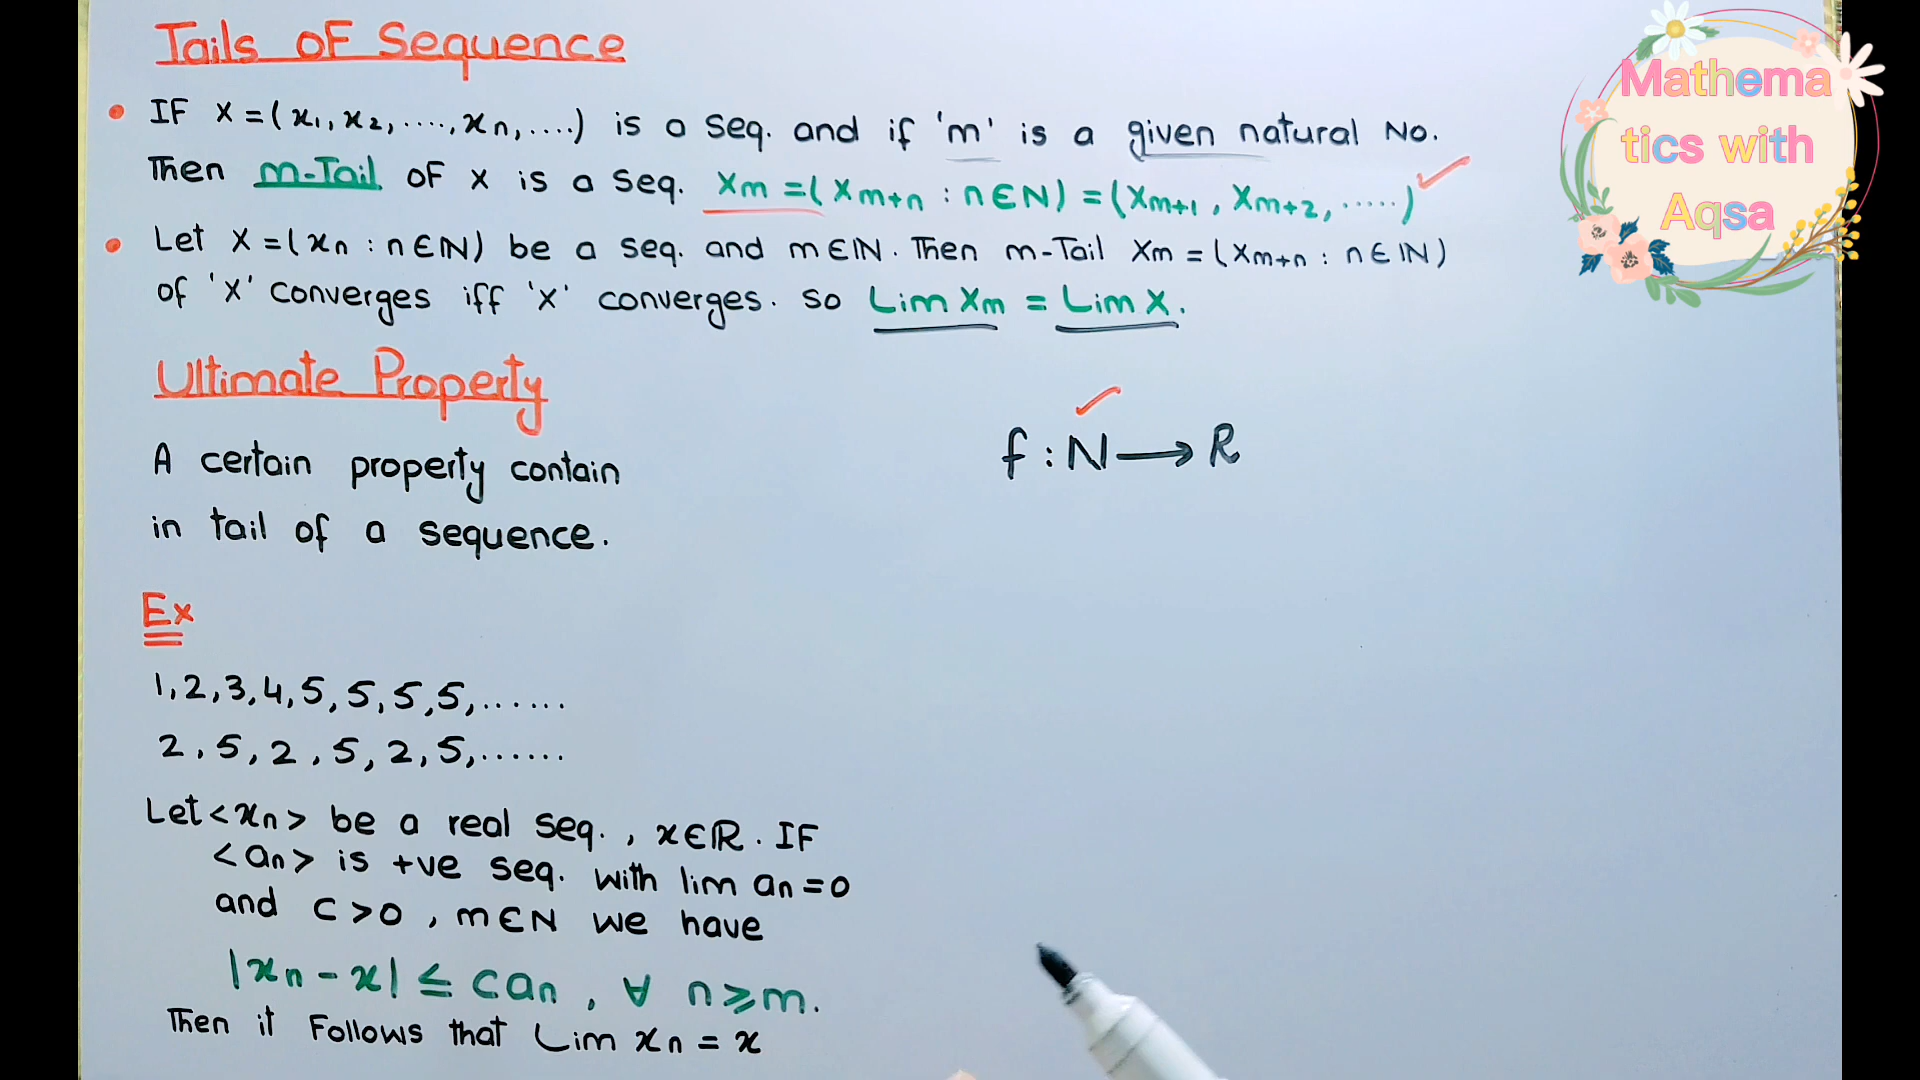 Tails oF Sequence
• IF X = (x₁, x₂, ...., xn, ....) is a seq. and if 'm' is a given natural No.
Then m-Tail oF X is a seq. Xm = (Xm+n : n∈N) = (Xm+1, Xm+2, .....)
• Let X = (xn : n∈ℕ) be a seq. and m∈ℕ. Then m-Tail Xm = (Xm+n : n∈ℕ)
of 'X' converges iff 'X' converges. so Lim Xm = Lim X.
Ultimate Property
A certain property contain
in tail of a sequence.
f : N ⟶ R
Ex
1,2,3,4,5,5,5,5,......
2,5,2,5,2,5,......
Let <xn> be a real seq., x∈ℝ. IF
<an> is +ve seq. with lim an = 0
and c > 0, m∈N we have
|xn - x| ≤ can, ∀ n ≥ m.
Then it Follows that Lim xn = x
Mathema
tics with
Aqsa